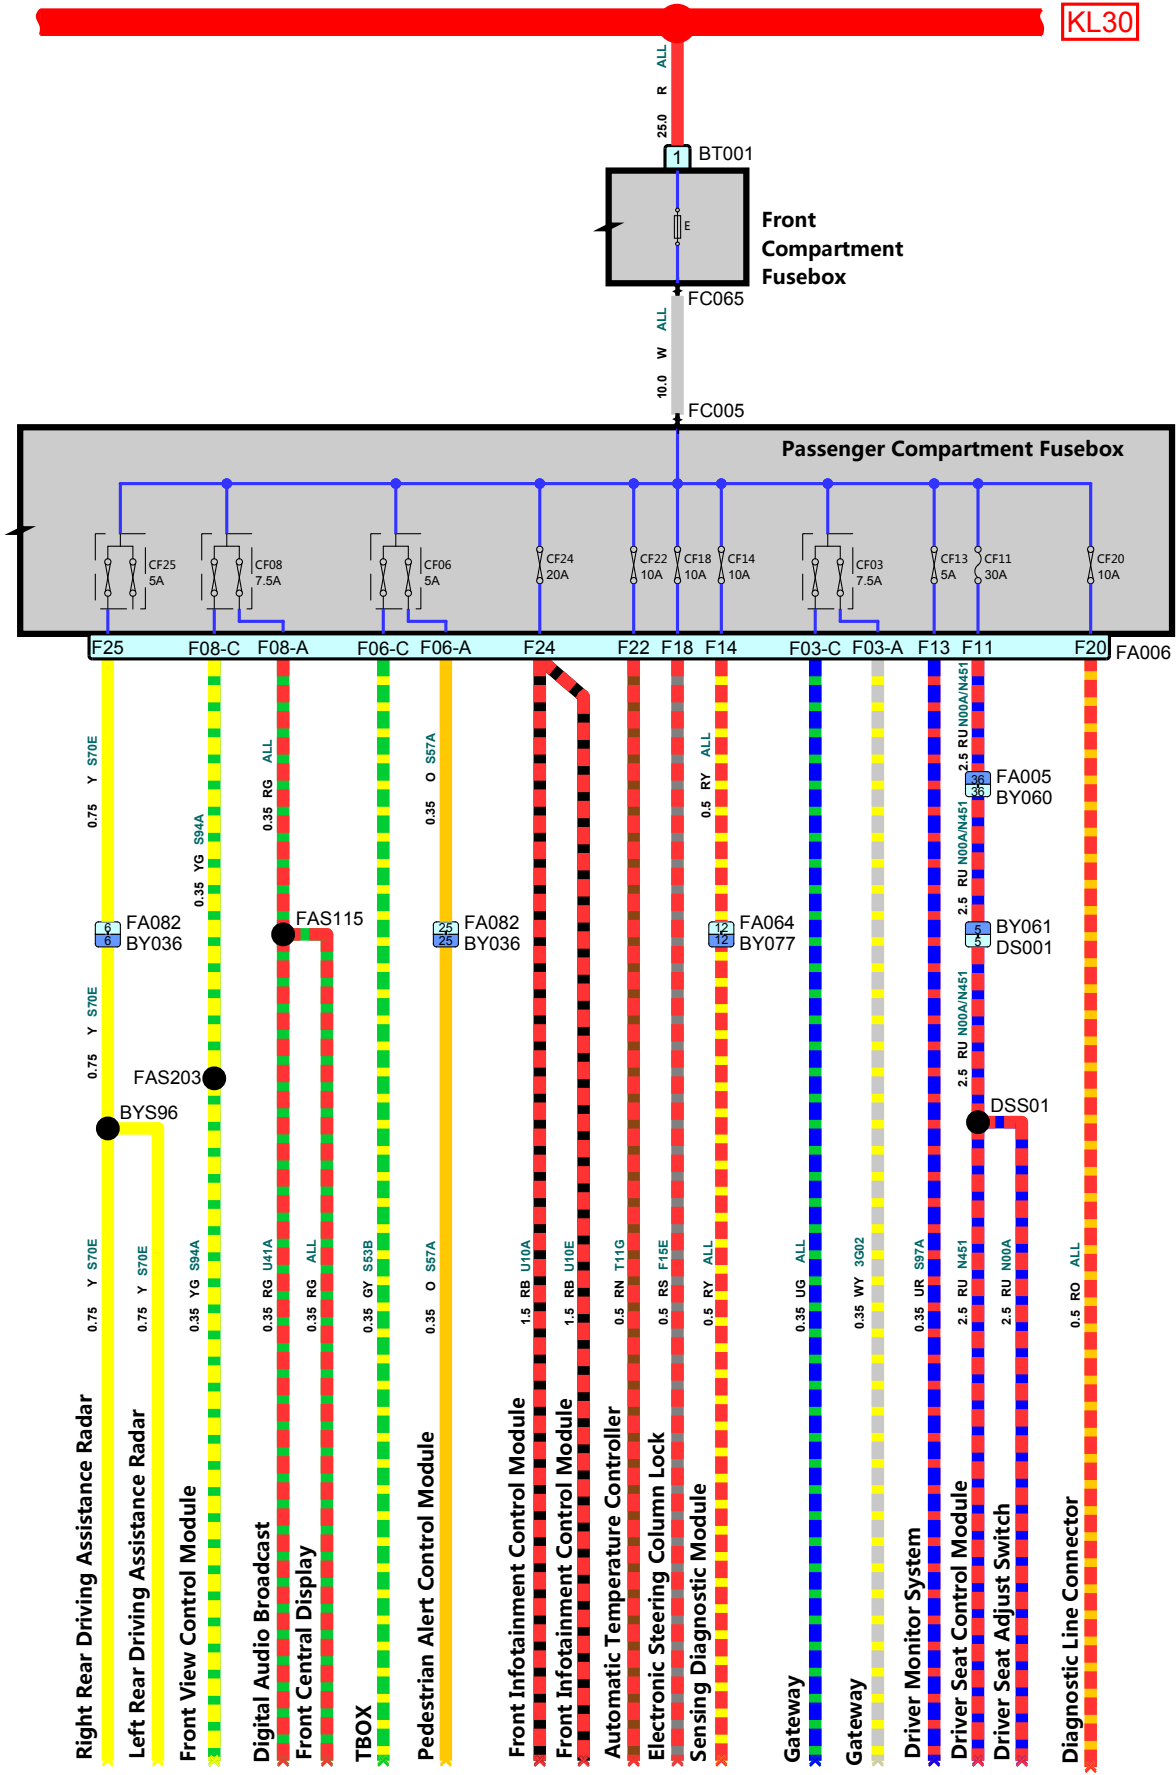 KL30
25.0 R ALL
1 BT001
E
Front
Compartment
Fusebox
FC065
10.0 W ALL
FC005
Passenger Compartment Fusebox
CF25
5A
CF08
7.5A
CF06
5A
CF24
20A
CF22
10A
CF18
10A
CF14
10A
CF03
7.5A
CF13
5A
CF11
30A
CF20
10A
F25 F08-C F08-A F06-C F06-A F24 F22 F18 F14 F03-C F03-A F13 F11 F20 FA006
0.75 Y S70E
0.35 YG S94A
0.35 RG ALL
0.35 O S57A
0.5 RY ALL
2.5 RU N00A/N451
36 FA005
36 BY060
2.5 RU N00A/N451
6 FA082
6 BY036
FAS115
25 FA082
25 BY036
12 FA064
12 BY077
5 BY061
5 DS001
0.75 Y S70E
2.5 RU N00A/N451
FAS203
BYS96
DSS01
0.75 Y S70E
0.75 Y S70E
0.35 YG S94A
0.35 RG U41A
0.35 RG ALL
0.35 GY S53B
0.35 O S57A
1.5 RB U10A
1.5 RB U10E
0.5 RN T11G
0.5 RS F15E
0.5 RY ALL
0.35 UG ALL
0.35 WY 3G02
0.35 UR S97A
2.5 RU N451
2.5 RU N00A
0.5 RO ALL
Right Rear Driving Assistance Radar
Left Rear Driving Assistance Radar
Front View Control Module
Digital Audio Broadcast
Front Central Display
TBOX
Pedestrian Alert Control Module
Front Infotainment Control Module
Front Infotainment Control Module
Automatic Temperature Controller
Electronic Steering Column Lock
Sensing Diagnostic Module
Gateway
Gateway
Driver Monitor System
Driver Seat Control Module
Driver Seat Adjust Switch
Diagnostic Line Connector